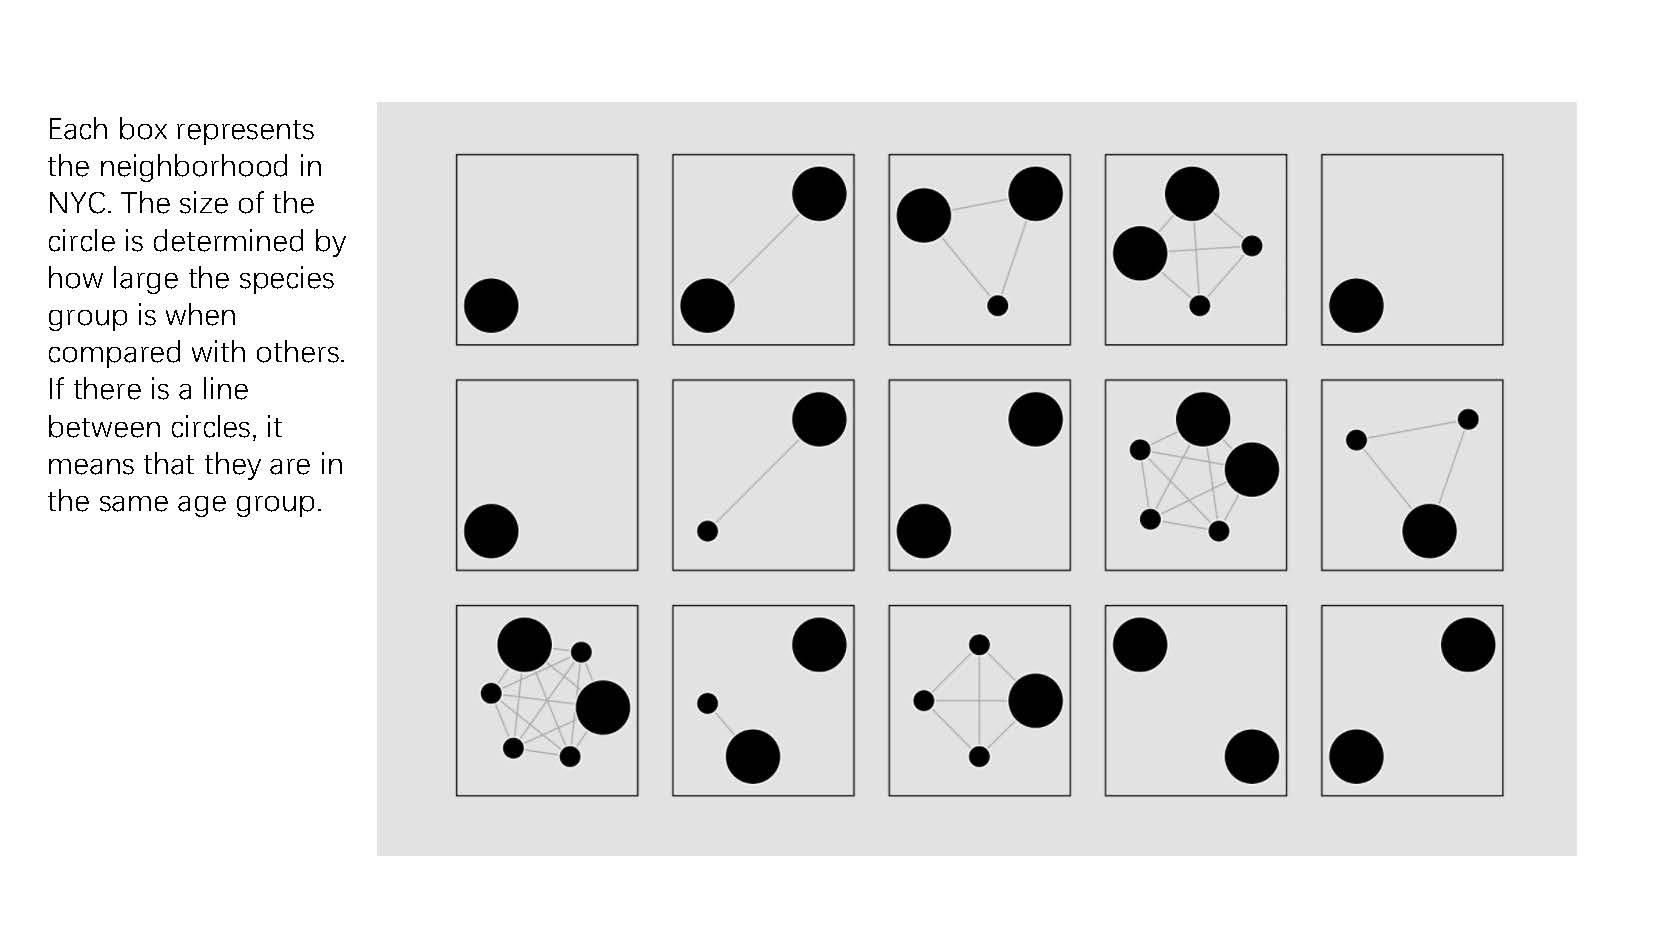 Each box represents
the neighborhood in
NYC. The size of the
circle is determined by
how large the species
group is when
compared with others.
If there is a line
between circles, it
means that they are in
the same age group.